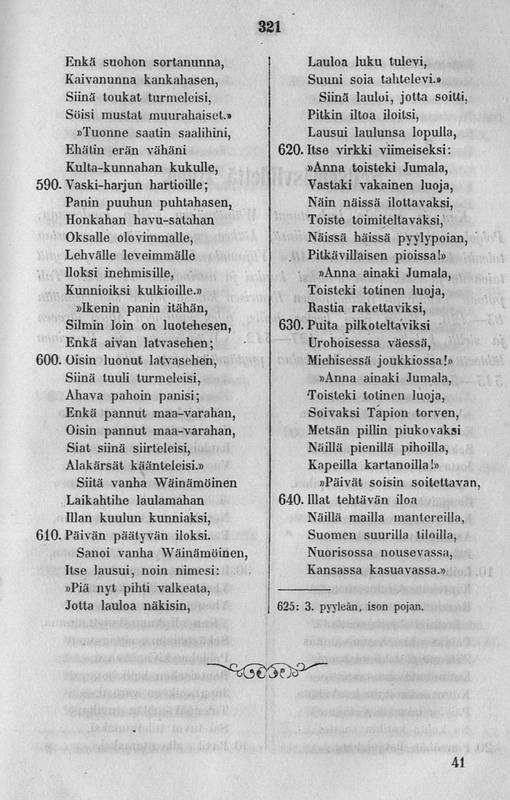 321
Enkä suohon sortanunna,
Kaivanunna kankahasen,
Siinä toukat turmeleisi,
Söisi mustat muurahaiset.»
»Tuonne saatin saalihini,
Ehätin erän vähäni
Kulta-kunnahan kukulle,
590. Vaski-harjun hartioille;
Panin puuhun puhtahasen,
Honkahan havu-satahan
Oksalle olovimmalle,
Lehvälle leveimmälle
Iloksi inehmisille,
Kunnioiksi kulkioille.»
»Ikenin panin itähän,
Silmin loin on luotehesen,
Enkä aivan latvasehen;
600. Oisin luonut latvasehen,
Siinä tuuli turmeleisi,
Ahava pahoin panisi;
Enkä pannut maa-varahan,
Oisin pannut maa-varahan,
Siat siinä siirteleisi,
Alakärsät käänteleisi.»
Siitä vanha Wäinämöinen
Laikahtihe laulamahan
Illan kuulun kunniaksi,
610. Päivän päätyvän iloksi.
Sanoi vanha Wäinämöinen,
Itse lausui, noin nimesi:
»Piä nyt pihti valkeata,
Jotta lauloa näkisin,
Lauloa luku tulevi,
Suuni soia tahtelevi.»
Siinä lauloi, jotta soitti,
Pitkin iltoa iloitsi,
Lausui laulunsa lopulla,
620. Itse virkki viimeiseksi:
»Anna toisteki Jumala,
Vastaki vakainen luoja,
Näin näissä ilottavaksi,
Toiste toimiteltavaksi,
Näissä häissä pyylypoian,
Pitkävillaisen pioissa!»
»Anna ainaki Jumala,
Toisteki totinen luoja,
Rastia rakettaviksi,
630. Puita pilkoteltaviksi
Urohoisessa väessä,
Miehisessä joukkiossa!»
»Anna ainaki Jumala,
Toisteki totinen luoja,
Soivaksi Tapion torven,
Metsän pillin piukovaksi
Näillä pienillä pihoilla,
Kapeilla kartanoilla!»
»Päivät soisin soitettavan,
640. Illat tehtävän iloa
Näillä mailla mantereilla,
Suomen suurilla tiloilla,
Nuorisossa nousevassa,
Kansassa kasuavassa.»
625: 3. pyyleän, ison pojan.
41